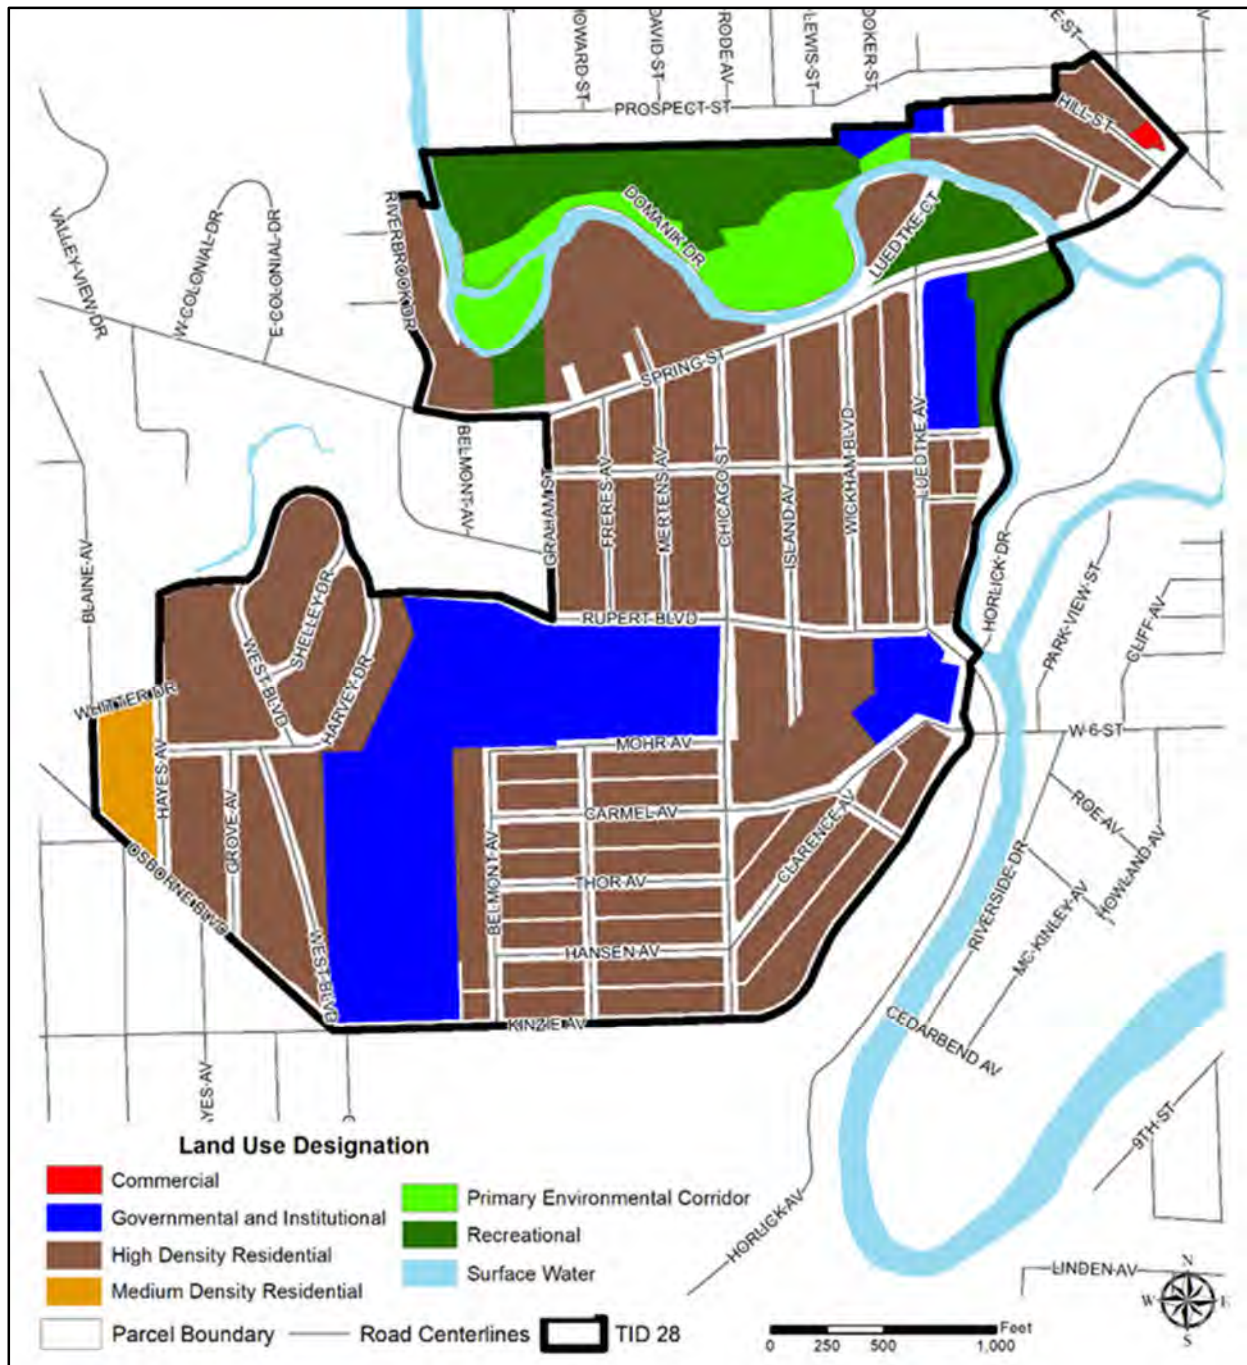 HOWARD ST
DAVID ST
RODE AV
LEWIS ST
OOKER ST
E-ST
V
PROSPECT ST
HILL-ST
VALLEY-VIEW-DR
W-COLONIAL-DR
E-COLONIAL-DR
RIVERBROOK DR
DOMANIK DR
LUEDTKE-CT
SPRING-ST
BELMONT-AV
GRAHAM-ST
FRERES-AV
MERTENS-AV
CHICAGO-ST
ISLAND-AV
WICKHAM-BLVD
LUEDTKE-AV
HORLICK-DR
PARK-VIEW-ST
CLIFF-AV
BLAINE-AV
SHELLEY-DR
WEST-BLVD
HARVEY-DR
RUPERT-BLVD
WHITTIER DR
HAYES-AV
GROVE-AV
MOHR-AV
W-6-ST
CARMEL-AV
CLARENCE-AV
ROE-AV
HOWLAND-AV
OSBORNE-BLVD
BELMONT-AV
THOR-AV
RIVERSIDE-DR
MC-KINLEY-AV
HANSEN-AV
WEST-BLVD
KINZIE-AV
CEDARBEND AV
YES-AV
9TH-ST
HORLICK-AV
LINDEN-AV
Land Use Designation
Commercial
Governmental and Institutional
High Density Residential
Medium Density Residential
Primary Environmental Corridor
Recreational
Surface Water
Parcel Boundary
Road Centerlines
TID 28
Feet
0 250 500 1,000
N
W E
S